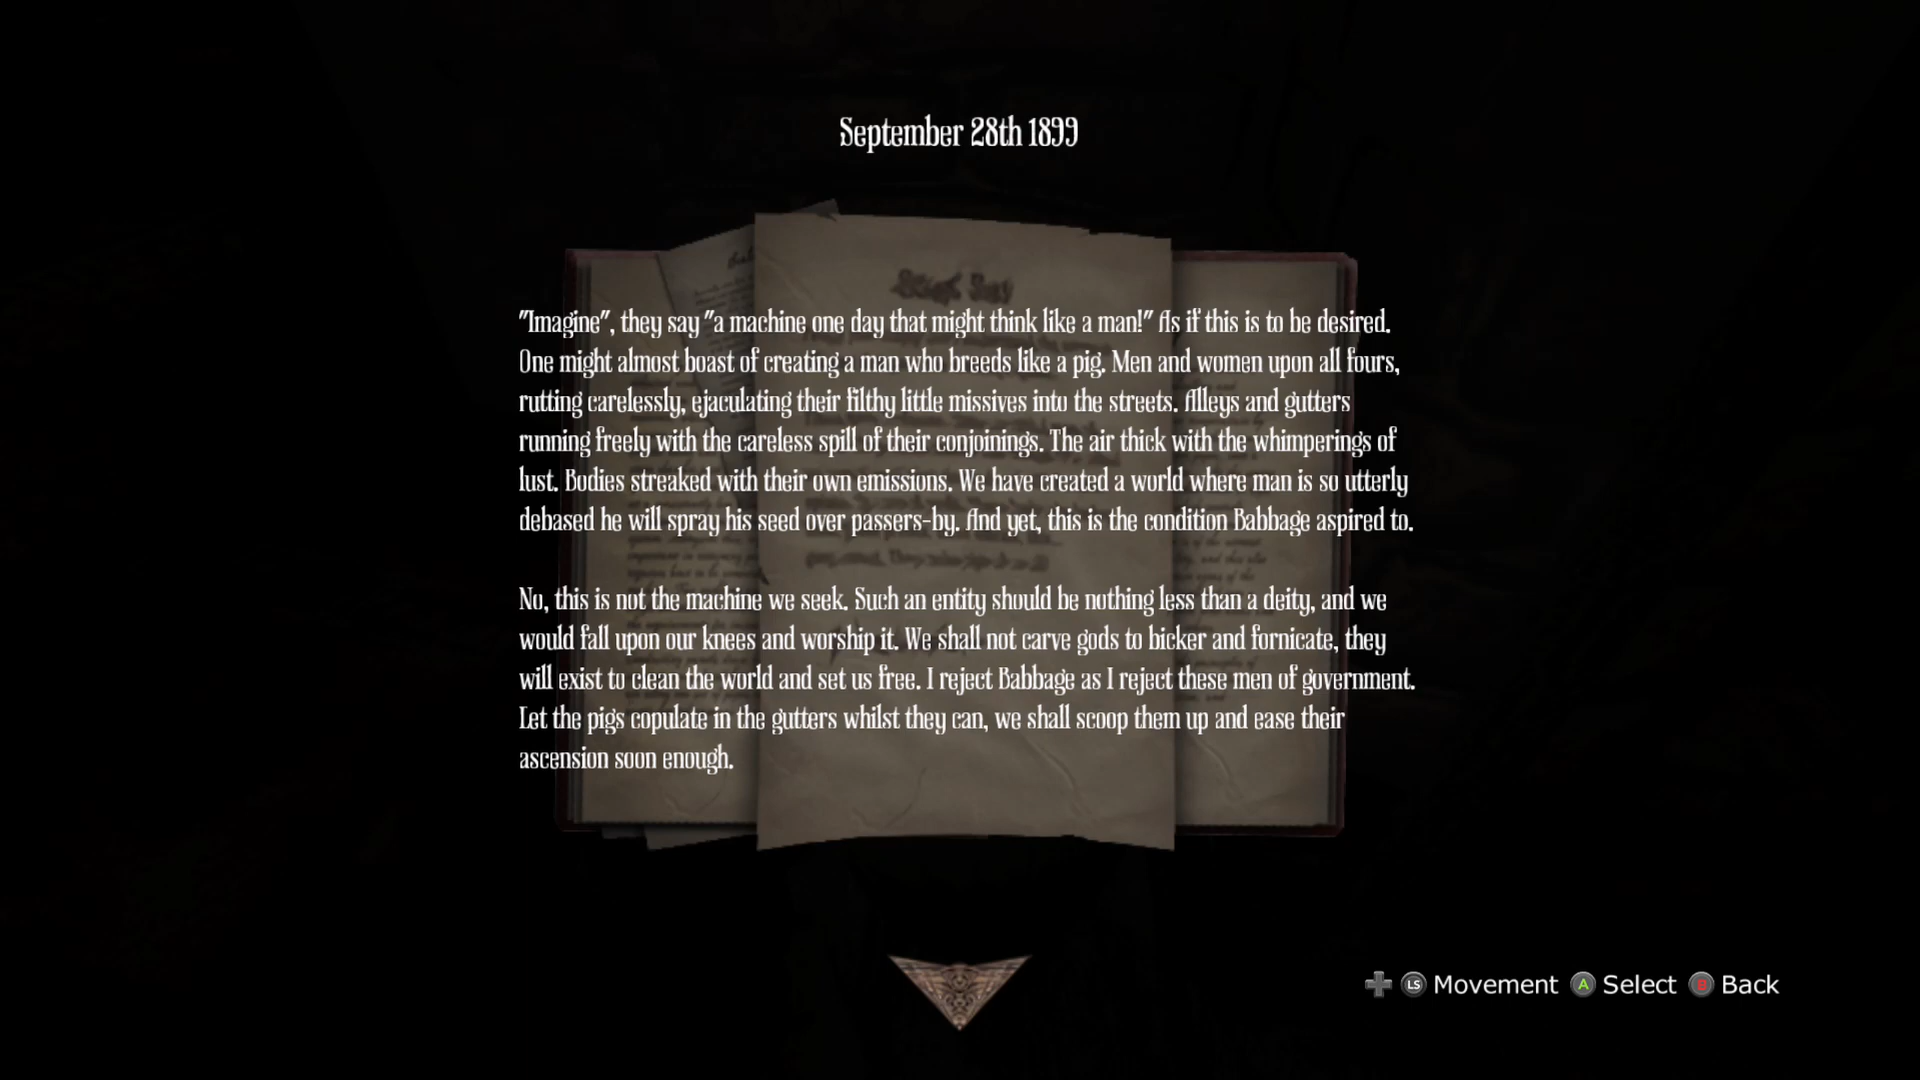 September 28th 1899
"Imagine", they say "a machine one day that might think like a man!" As if this is to be desired.
One might almost boast of creating a man who breeds like a pig. Men and women upon all fours,
rutting carelessly, ejaculating their filthy little missives into the streets. Alleys and gutters
running freely with the careless spill of their conjoinings. The air thick with the whimperings of
lust. Bodies streaked with their own emissions. We have created a world where man is so utterly
debased he will spray his seed over passers-by. And yet, this is the condition Babbage aspired to.
No, this is not the machine we seek. Such an entity should be nothing less than a deity, and we
would fall upon our knees and worship it. We shall not carve gods to bicker and fornicate, they
will exist to clean the world and set us free. I reject Babbage as I reject these men of government.
Let the pigs copulate in the gutters whilst they can, we shall scoop them up and ease their
ascension soon enough.
LS Movement A Select B Back